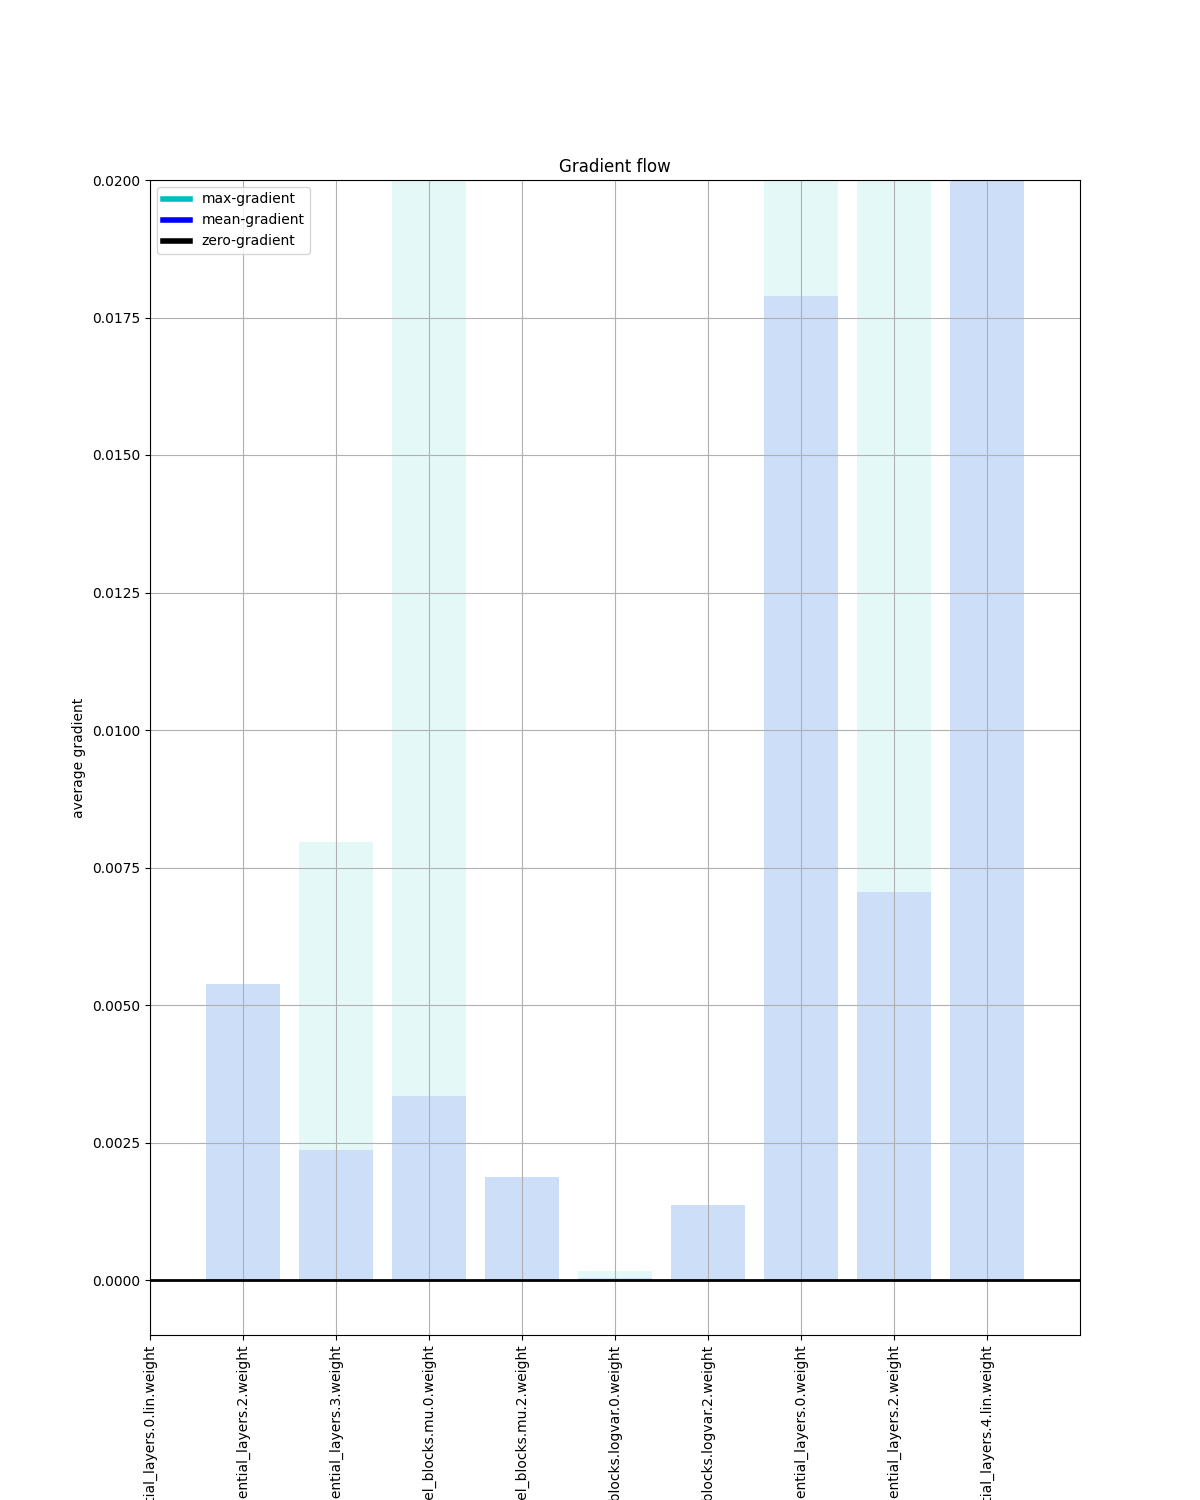 Gradient flow
max-gradient
mean-gradient
zero-gradient
0.0200
0.0175
0.0150
0.0125
0.0100
0.0075
0.0050
0.0025
0.0000
average gradient
tial_layers.0.lin.weight
ential_layers.2.weight
ential_layers.3.weight
el_blocks.mu.0.weight
el_blocks.mu.2.weight
blocks.logvar.0.weight
blocks.logvar.2.weight
ential_layers.0.weight
ential_layers.2.weight
tial_layers.4.lin.weight